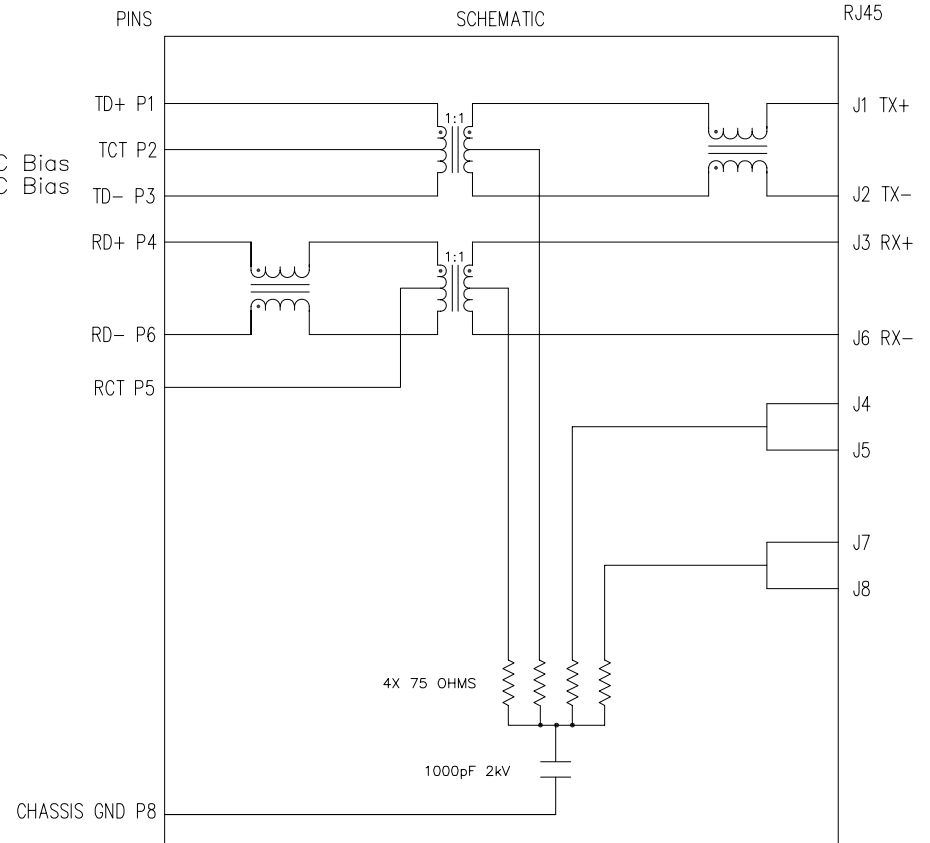 PINS
SCHEMATIC
RJ45
TD+ P1
1:1
J1 TX+
TCT P2
C Bias
C Bias
TD- P3
J2 TX-
RD+ P4
1:1
J3 RX+
RD- P6
J6 RX-
RCT P5
J4
J5
J7
J8
4X 75 OHMS
1000pF 2kV
CHASSIS GND P8